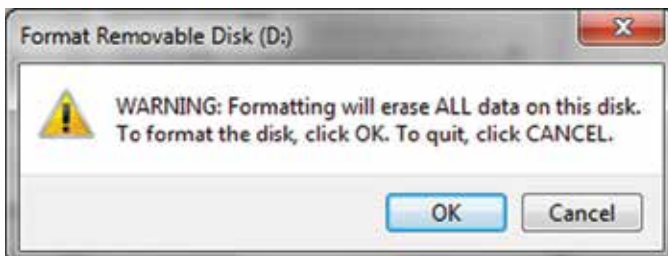 Format Removable Disk (D:)
WARNING: Formatting will erase ALL data on this disk.
To format the disk, click OK. To quit, click CANCEL.
OK
Cancel